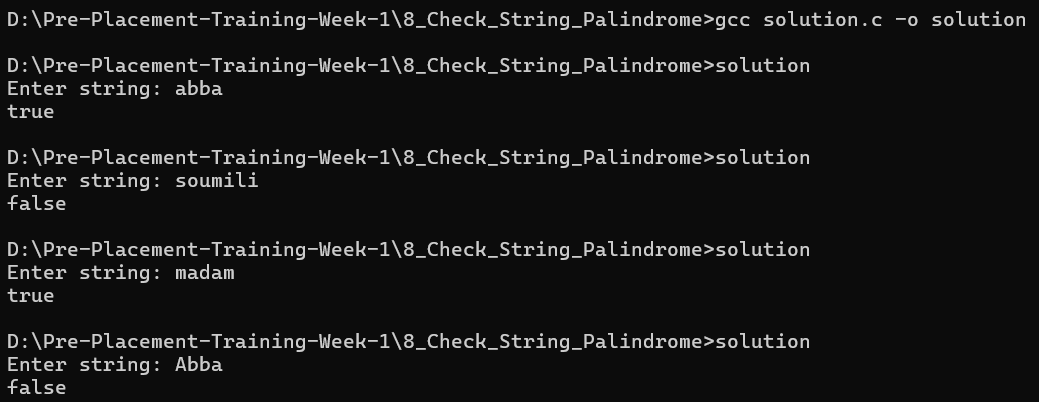 D:\Pre-Placement-Training-Week-1\8_Check_String_Palindrome>gcc solution.c -o solution
D:\Pre-Placement-Training-Week-1\8_Check_String_Palindrome>solution
Enter string: abba
true
D:\Pre-Placement-Training-Week-1\8_Check_String_Palindrome>solution
Enter string: soumili
false
D:\Pre-Placement-Training-Week-1\8_Check_String_Palindrome>solution
Enter string: madam
true
D:\Pre-Placement-Training-Week-1\8_Check_String_Palindrome>solution
Enter string: Abba
false